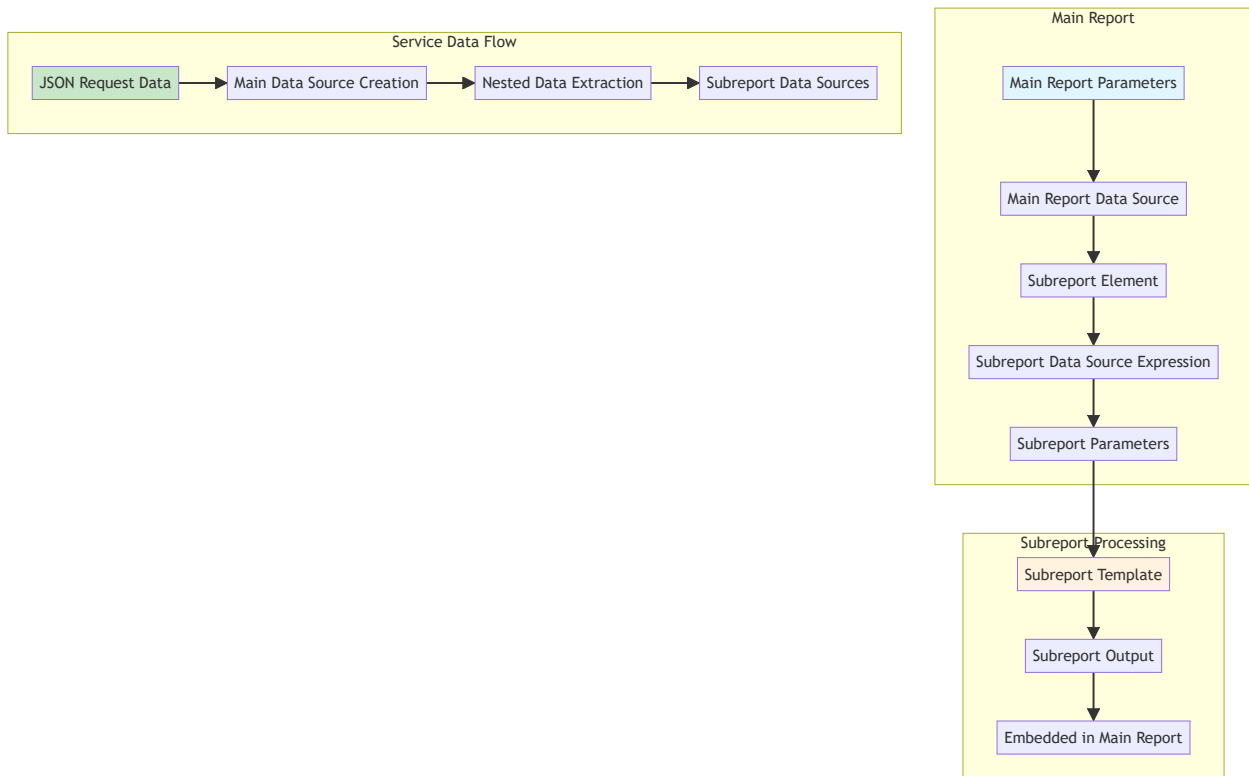 Service Data Flow
JSON Request Data
Main Data Source Creation
Nested Data Extraction
Subreport Data Sources
Main Report
Main Report Parameters
Main Report Data Source
Subreport Element
Subreport Data Source Expression
Subreport Parameters
Subreport Processing
Subreport Template
Subreport Output
Embedded in Main Report